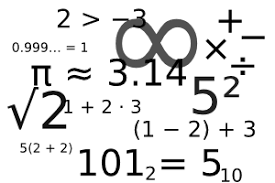 2 > −3
∞
+ −
× ÷
0.999... = 1
π ≈ 3.14
√2
1 + 2 · 3
5²
(1 − 2) + 3
5(2 + 2)
101₂ = 5₁₀